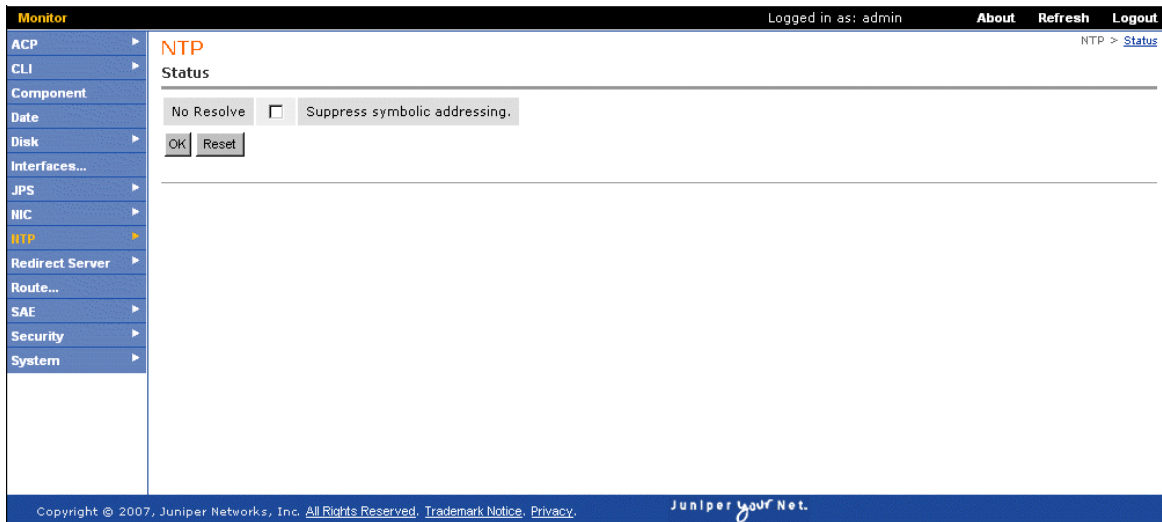 Monitor
Logged in as: admin
About Refresh Logout
ACP
CLI
Component
Date
Disk
Interfaces...
JPS
NIC
NTP
Redirect Server
Route...
SAE
Security
System
NTP > Status
NTP
Status
No Resolve Suppress symbolic addressing.
OK Reset
Copyright © 2007, Juniper Networks, Inc. All Rights Reserved. Trademark Notice. Privacy.
Juniper your Net.